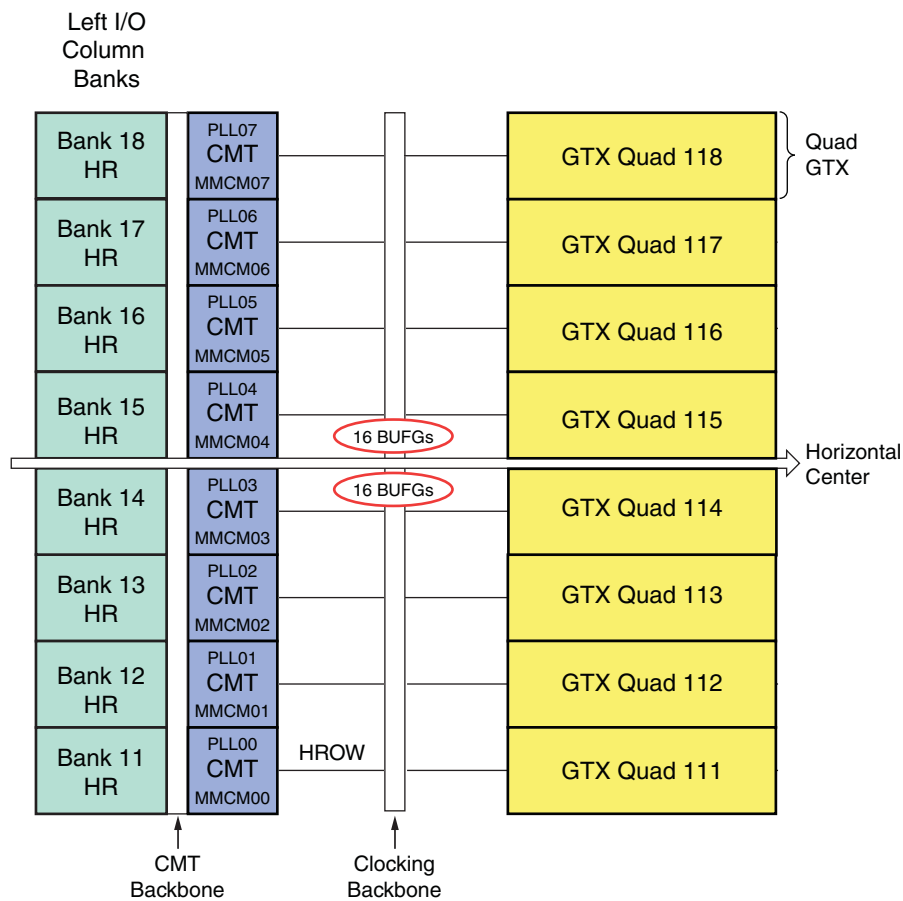 Left I/O
Column
Banks
Bank 18
HR
PLL07
CMT
MMCM07
GTX Quad 118
Quad
GTX
Bank 17
HR
PLL06
CMT
MMCM06
GTX Quad 117
Bank 16
HR
PLL05
CMT
MMCM05
GTX Quad 116
Bank 15
HR
PLL04
CMT
MMCM04
16 BUFGs
GTX Quad 115
Horizontal
Center
Bank 14
HR
PLL03
CMT
MMCM03
16 BUFGs
GTX Quad 114
Bank 13
HR
PLL02
CMT
MMCM02
GTX Quad 113
Bank 12
HR
PLL01
CMT
MMCM01
GTX Quad 112
Bank 11
HR
PLL00
CMT
MMCM00
HROW
GTX Quad 111
CMT
Backbone
Clocking
Backbone